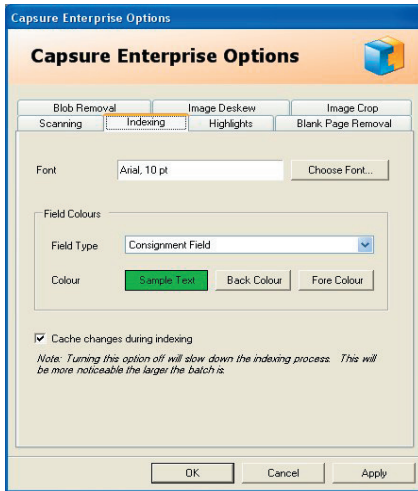 Capsure Enterprise Options
Capsure Enterprise Options
Blob Removal Image Deskew Image Crop
Scanning Indexing Highlights Blank Page Removal
Font Arial, 10 pt Choose Font...
Field Colours
Field Type Consignment Field
Colour Sample Text Back Colour Fore Colour
Cache changes during indexing
Note: Turning this option off will slow down the indexing process. This will
be more noticeable the larger the batch is.
OK Cancel Apply